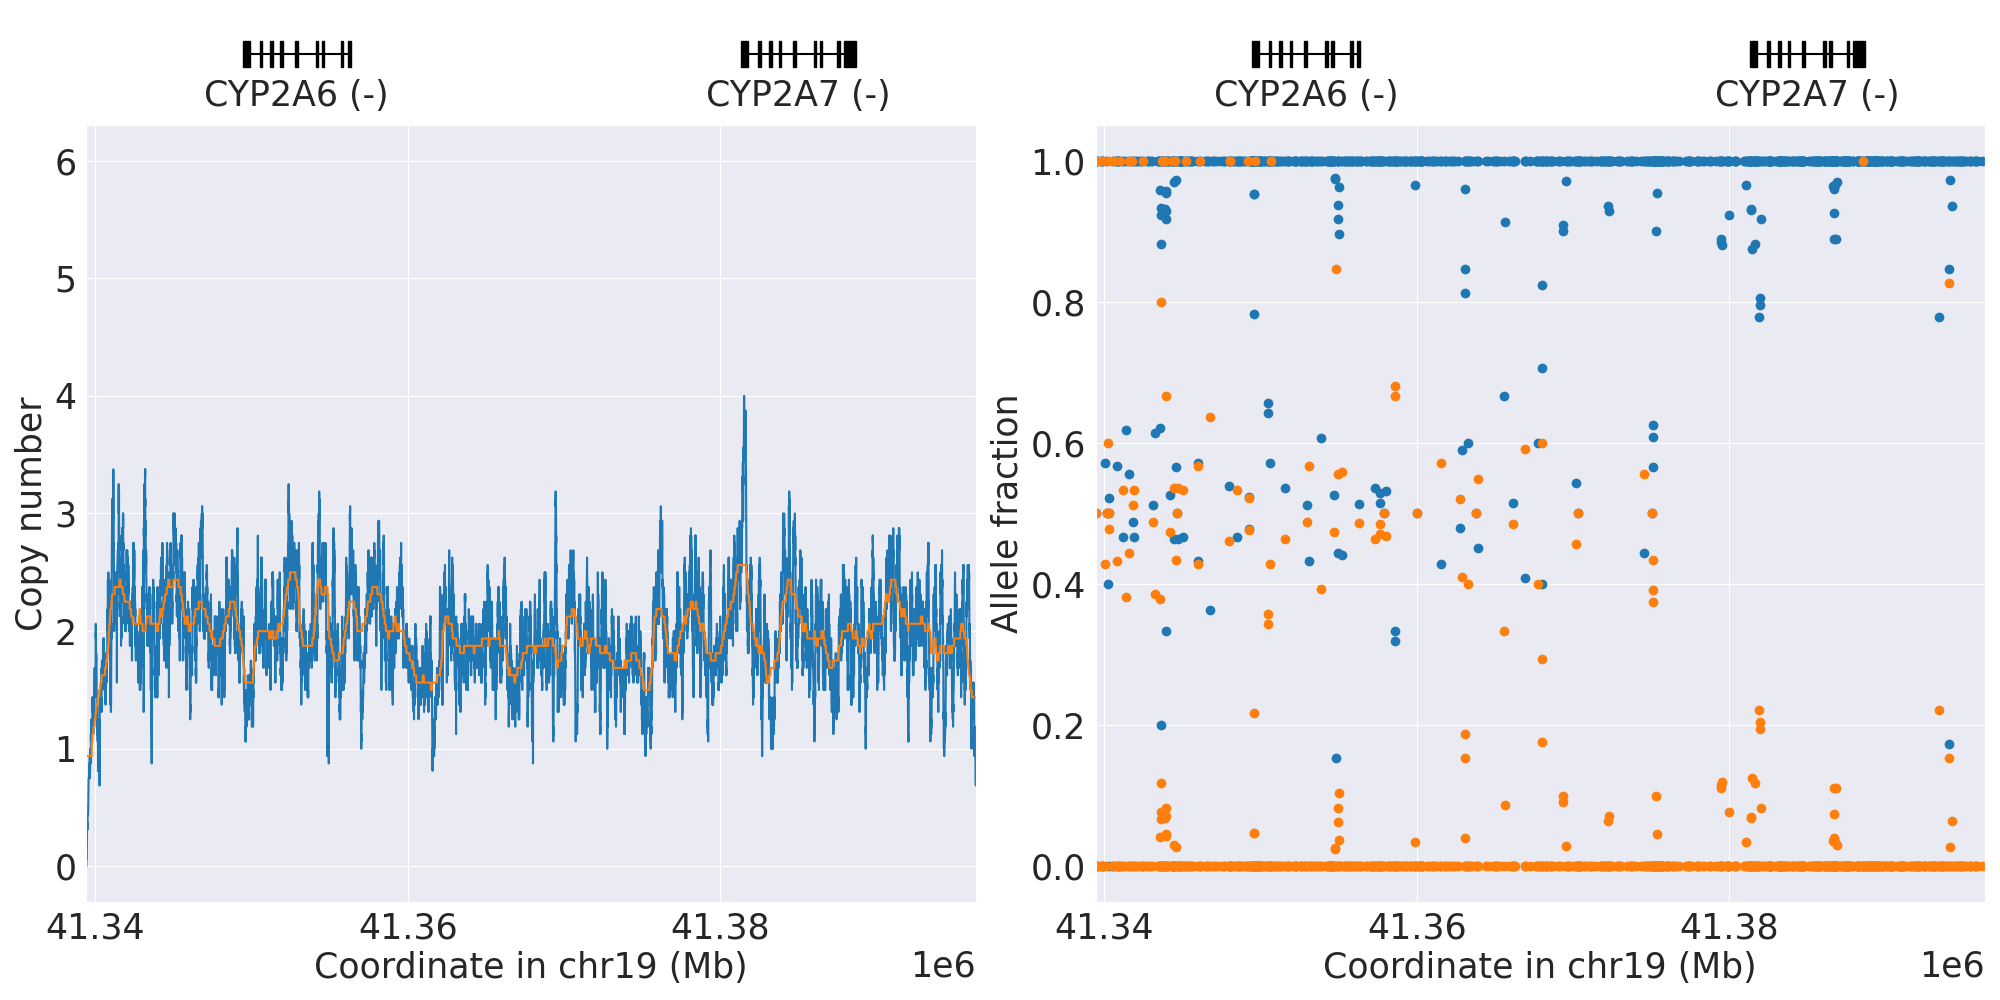 CYP2A6 (-)
CYP2A7 (-)
CYP2A6 (-)
CYP2A7 (-)
Copy number
6
5
4
3
2
1
0
41.34
41.36
41.38
Coordinate in chr19 (Mb)
1e6
Allele fraction
1.0
0.8
0.6
0.4
0.2
0.0
41.34
41.36
41.38
Coordinate in chr19 (Mb)
1e6